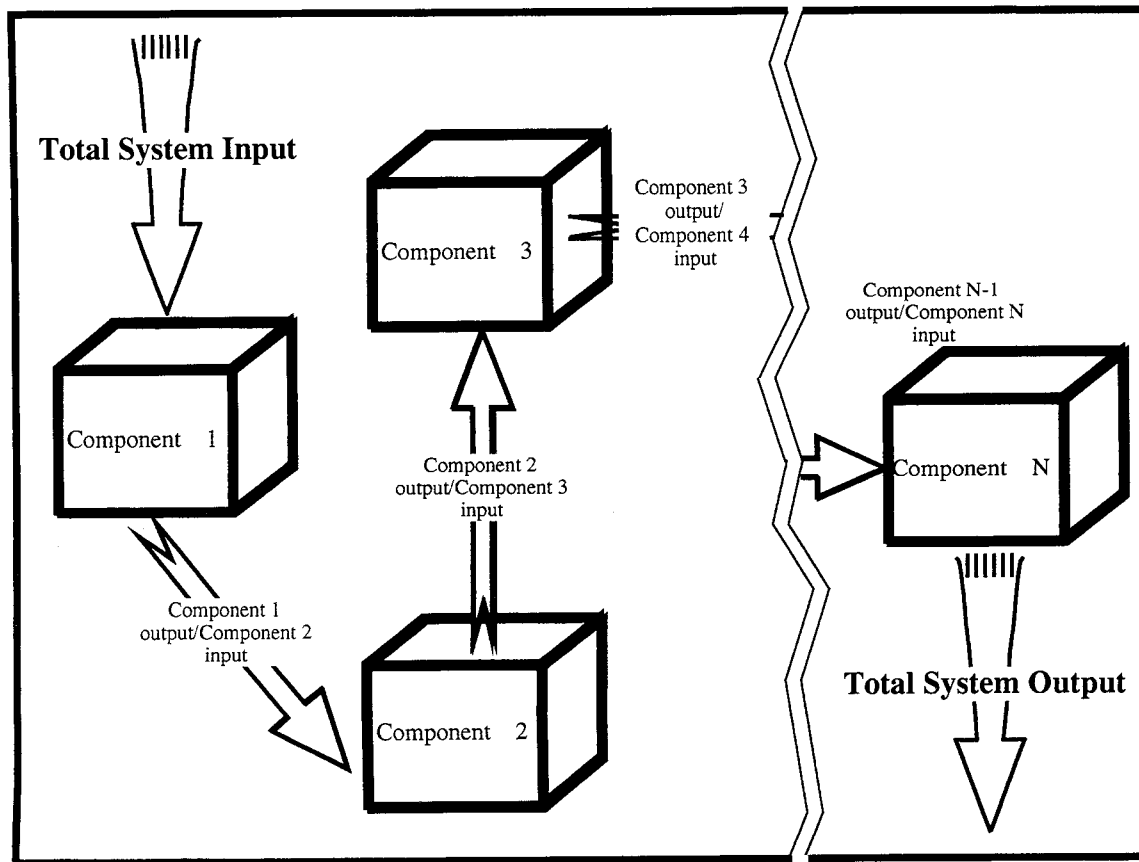 Total System Input
Component 1
Component 1
output/Component 2
input
Component 2
Component 2
output/Component 3
input
Component 3
Component 3
output/
Component 4
input
Component N-1
output/Component N
input
Component N
Total System Output